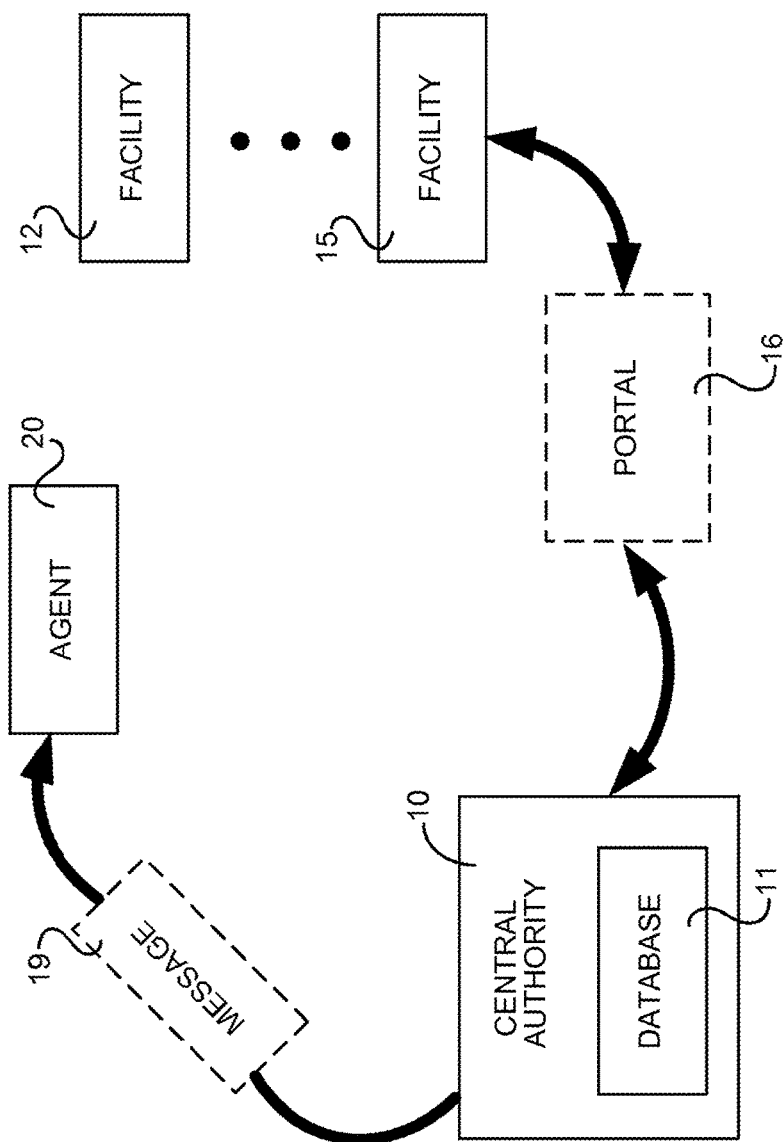 CENTRAL
AUTHORITY
10
DATABASE
11
MESSAGE
19
AGENT
20
PORTAL
16
FACILITY
12
FACILITY
15